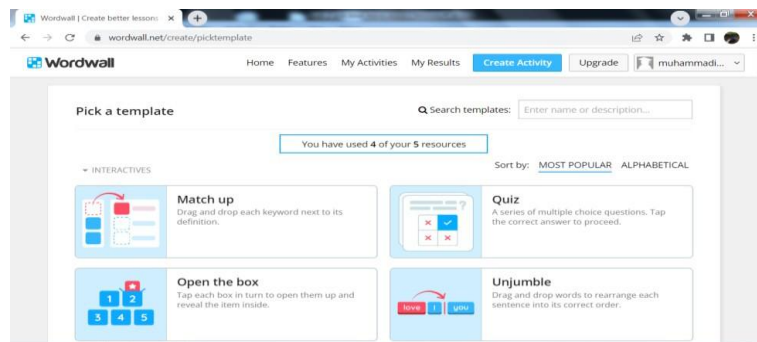 Wordwall | Create better lessons
wordwall.net/create/picktemplate
Wordwall
Home Features My Activities My Results Create Activity Upgrade muhammadi...
Pick a template
Search templates: Enter name or description...
You have used 4 of your 5 resources
INTERACTIVES
Sort by: MOST POPULAR ALPHABETICAL
Match up
Drag and drop each keyword next to its
definition.
Quiz
A series of multiple choice questions. Tap
the correct answer to proceed.
?
Open the box
Tap each box in turn to open them up and
reveal the item inside.
1 2
3 4 5
Unjumble
Drag and drop words to rearrange each
sentence into its correct order.
love I you